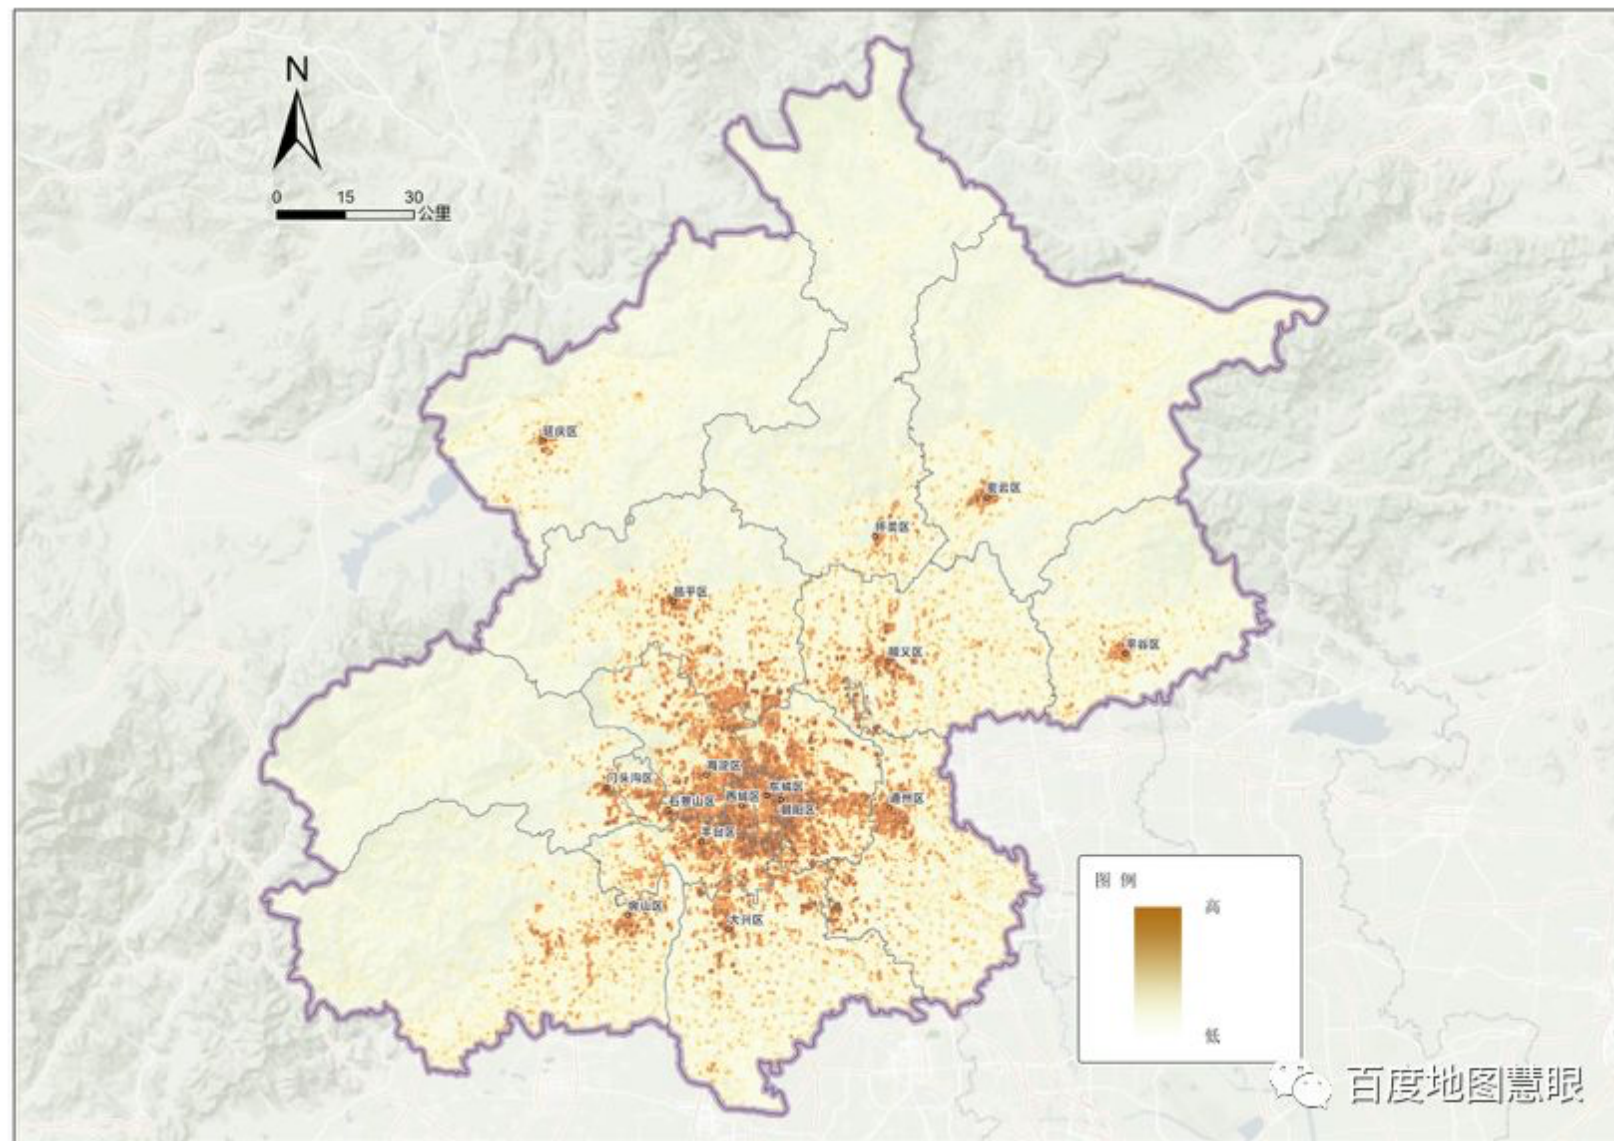 N
0 15 30
公里
延庆区
密云区
怀柔区
昌平区
顺义区
平谷区
海淀区
门头沟区
东城区
西城区
石景山区
朝阳区
通州区
丰台区
房山区
大兴区
图 例
高
低
百度地图慧眼